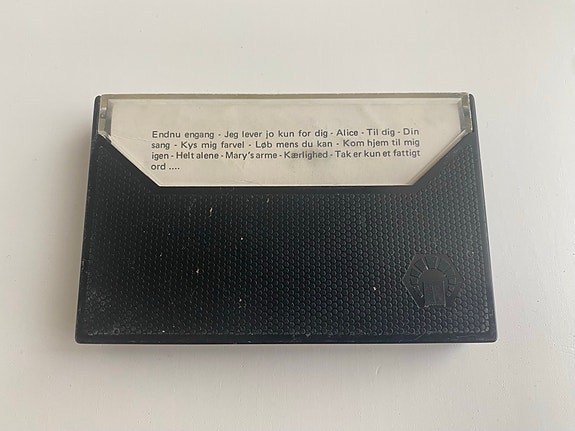 Endnu engang - Jeg lever jo kun for dig - Alice - Til dig - Din
sang - Kys mig farvel - Løb mens du kan - Kom hjem til mig
igen - Helt alene - Mary's arme - Kærlighed - Tak er kun et fattigt
ord ....